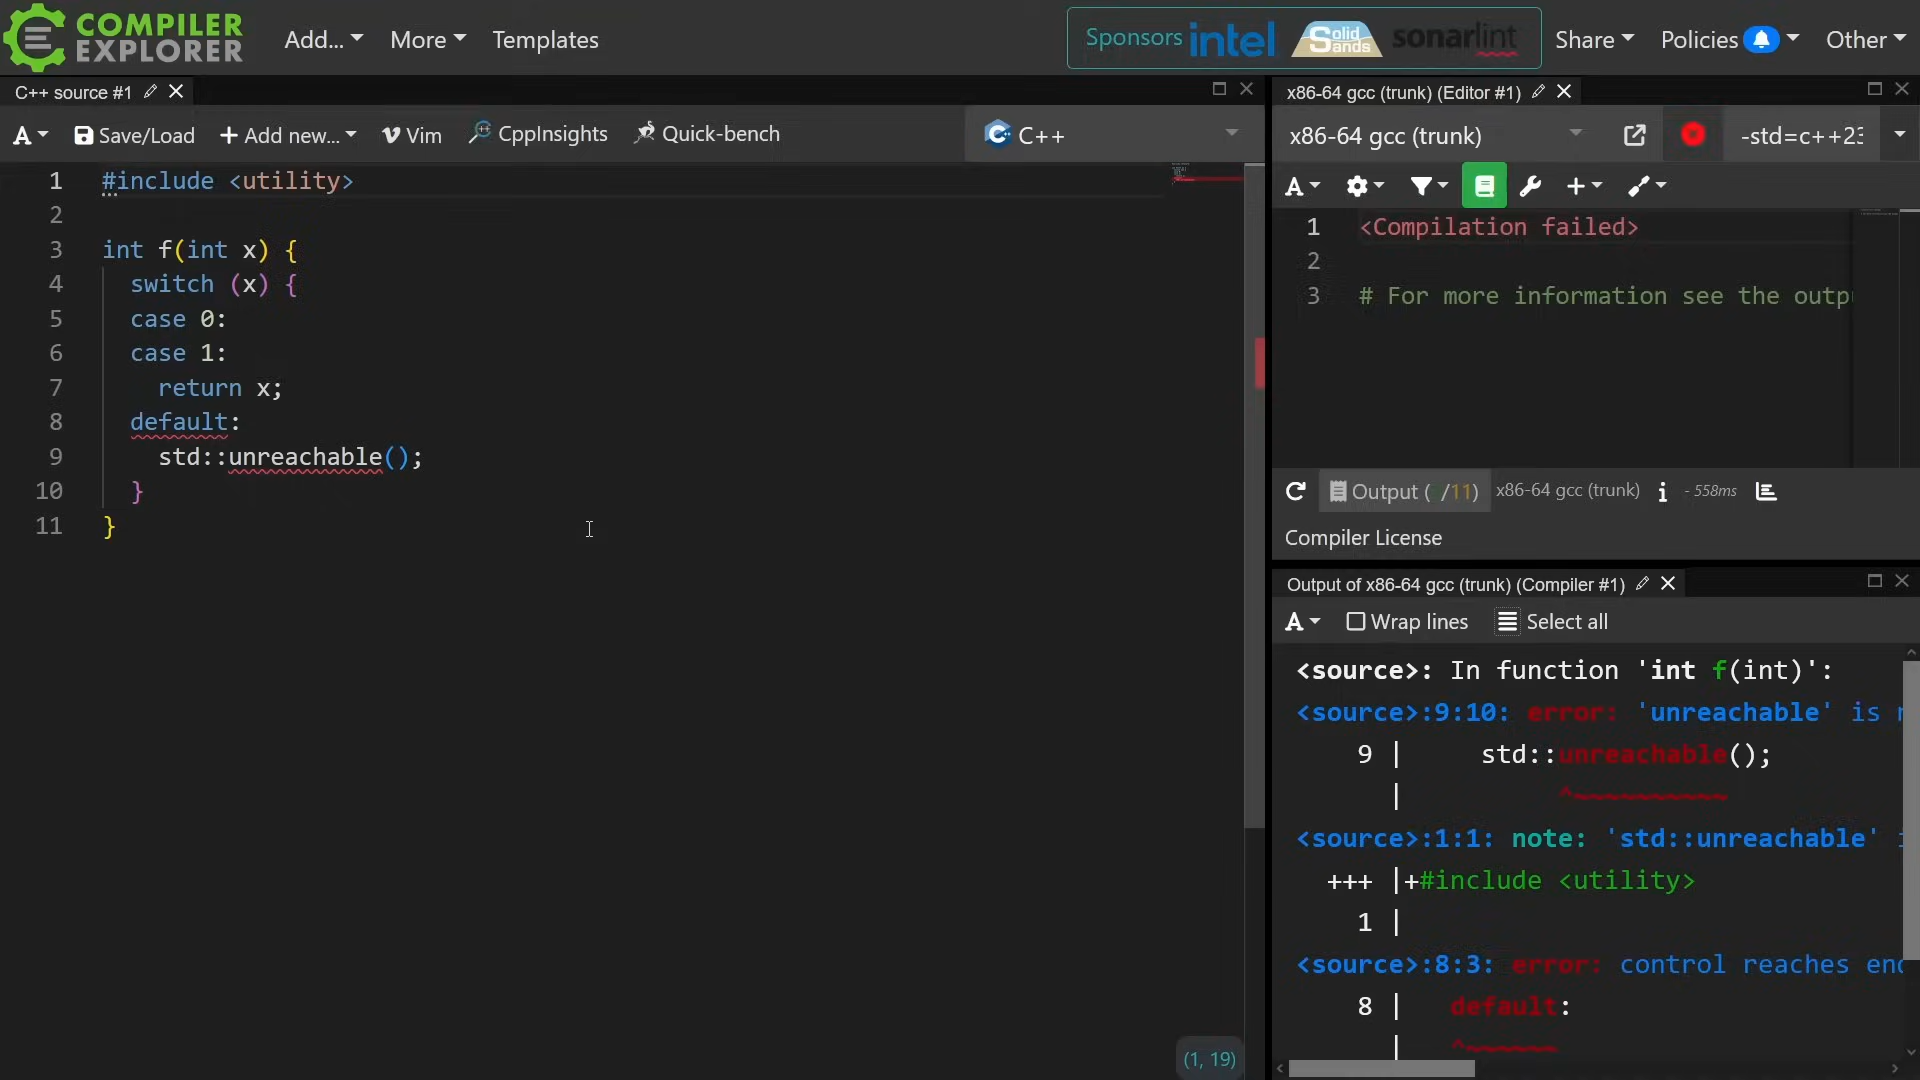 COMPILER
EXPLORER
Add...
More
Templates
Sponsors intel Solid Sands sonarlint
Share
Policies
Other
C++ source #1
A
Save/Load
+ Add new...
Vim
CppInsights
Quick-bench
C++
1 #include <utility>
2
3 int f(int x) {
4 switch (x) {
5 case 0:
6 case 1:
7 return x;
8 default:
9 std::unreachable();
10 }
11 }
(1, 19)
x86-64 gcc (trunk) (Editor #1)
x86-64 gcc (trunk)
-std=c++23
A
1 <Compilation failed>
2
3 # For more information see the outp
Output ( /11) x86-64 gcc (trunk) i - 558ms
Compiler License
Output of x86-64 gcc (trunk) (Compiler #1)
A Wrap lines Select all
<source>: In function 'int f(int)':
<source>:9:10: error: 'unreachable' is
9 | std::unreachable();
| ^~~~~~~~~~~
<source>:1:1: note: 'std::unreachable'
+++ |+#include <utility>
1 |
<source>:8:3: error: control reaches end
8 | default:
| ^~~~~~~